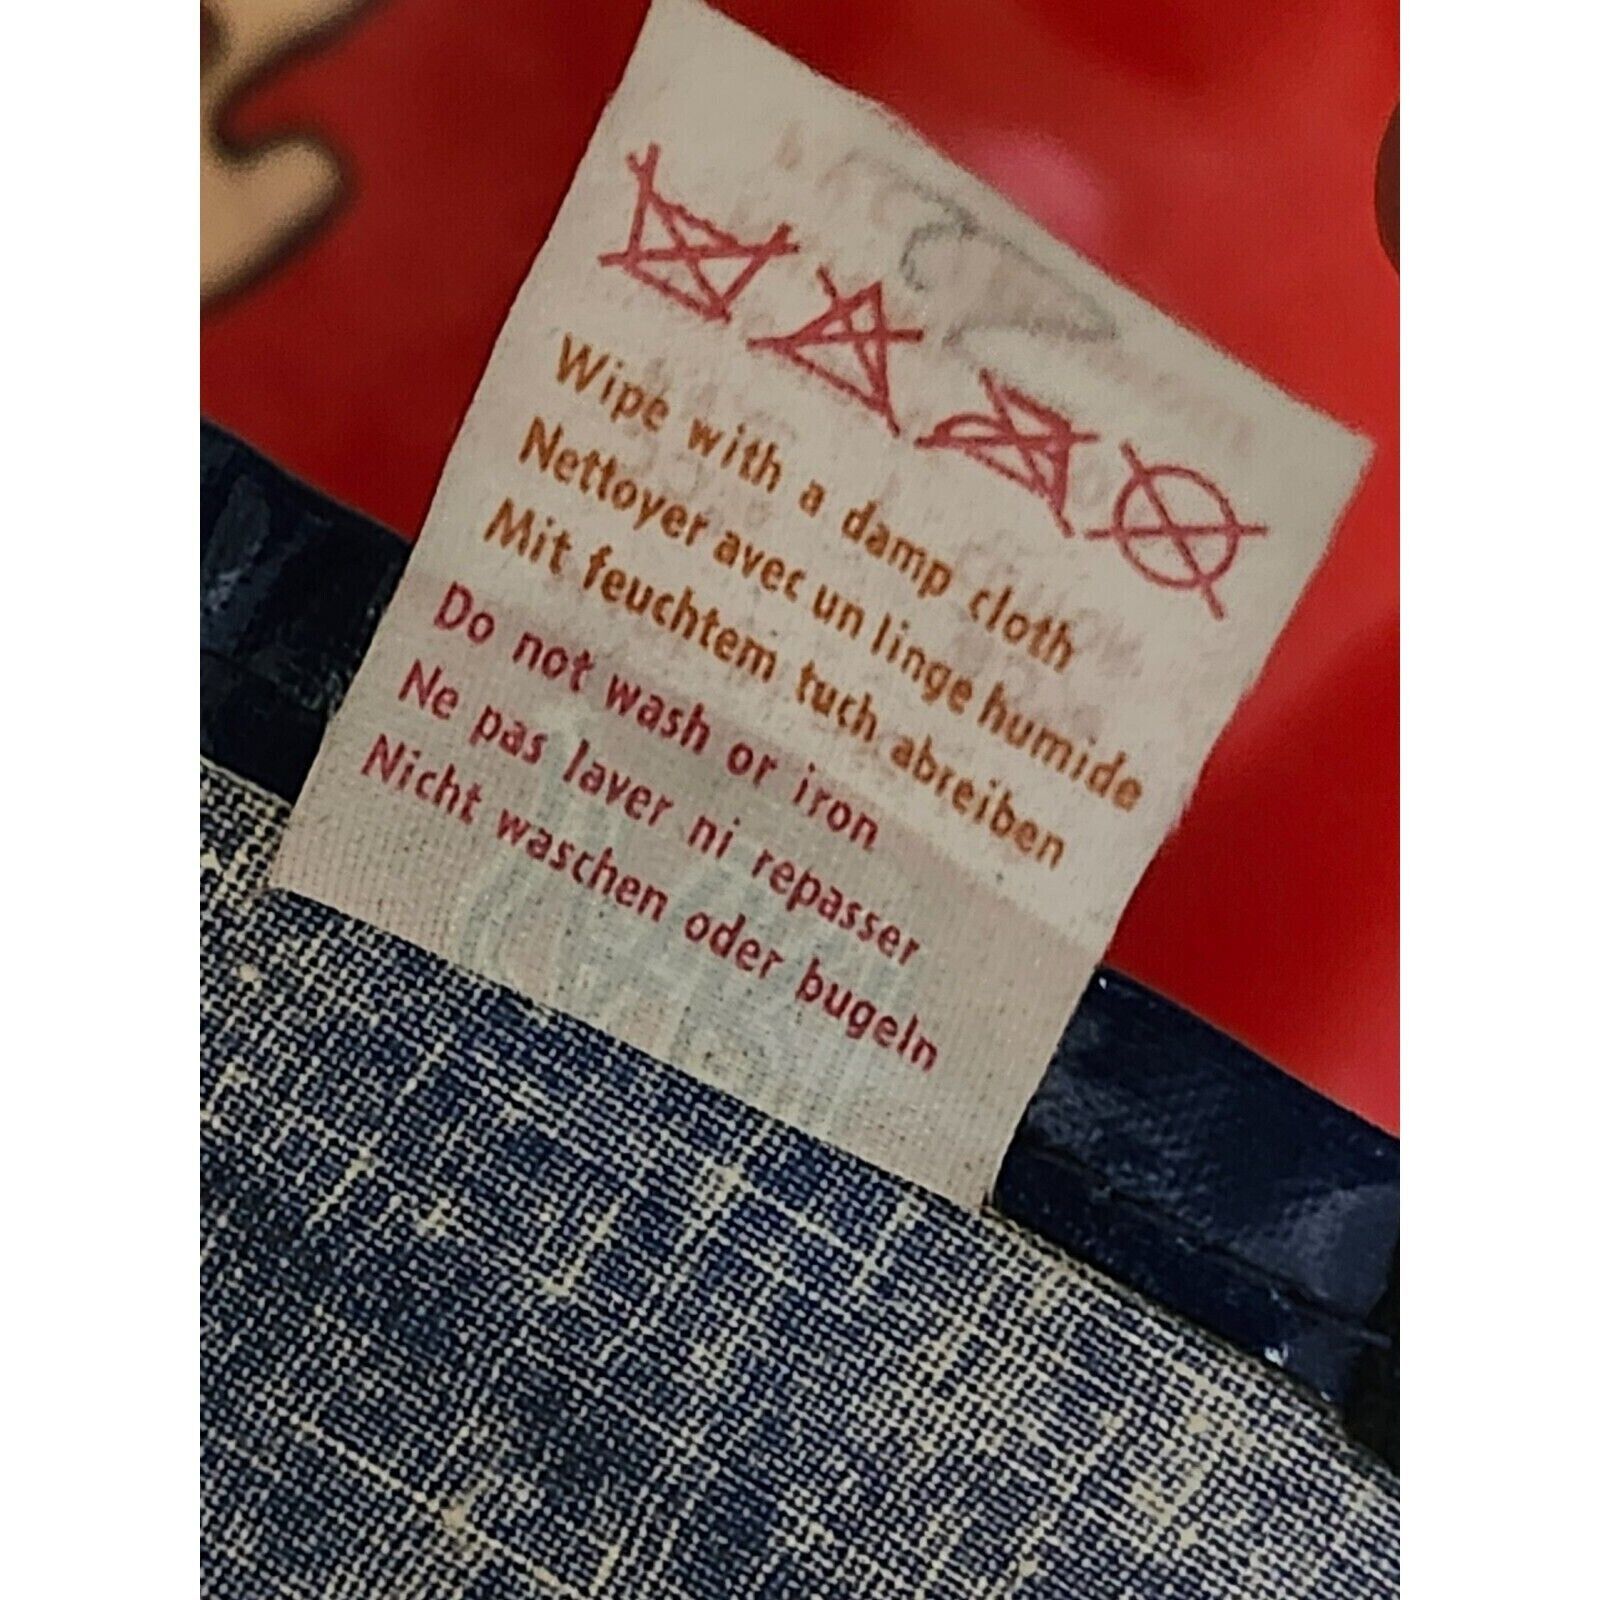 Wipe with a damp cloth
Nettoyer avec un linge humide
Mit feuchtem tuch abreiben
Do not wash or iron
Ne pas laver ni repasser
Nicht waschen oder bugeln